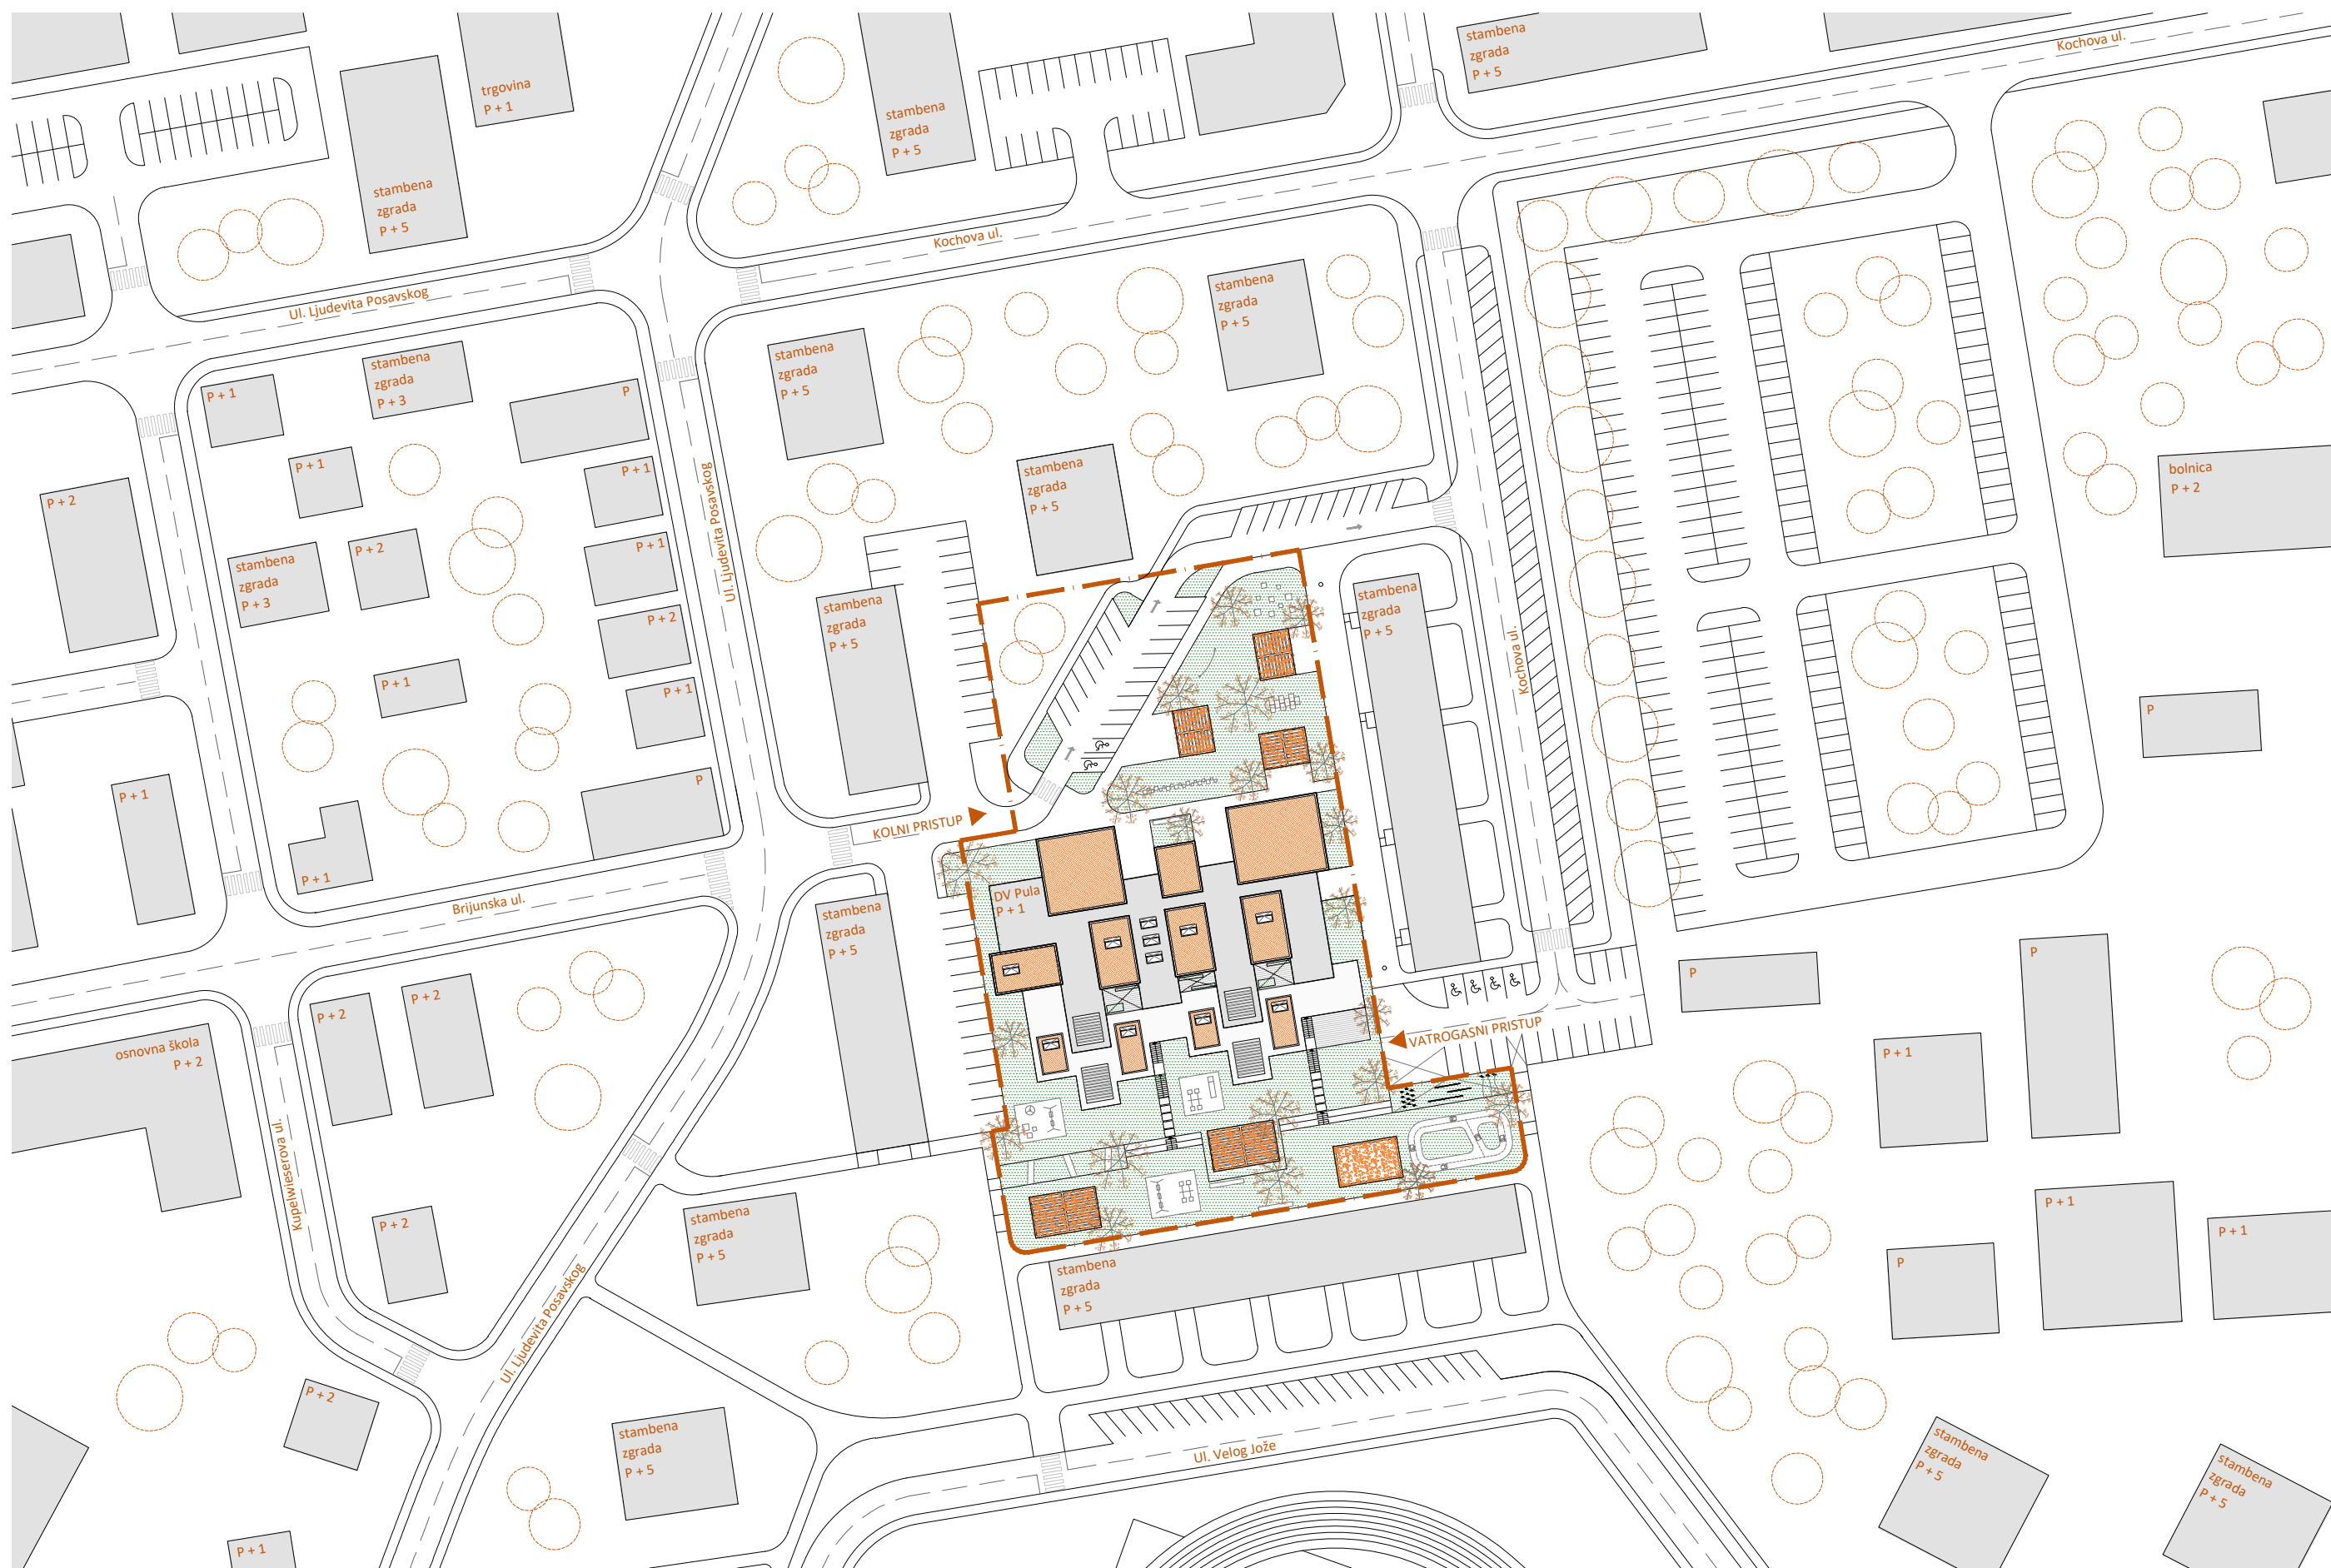 stambena
zgrada
P + 5
Kochova ul.
trgovina
P + 1
stambena
zgrada
P + 5
stambena
zgrada
P + 5
Kochova ul.
Ul. Ljudevita Posavskog
stambena
zgrada
P + 5
stambena
zgrada
P + 5
stambena
zgrada
P + 3
P + 1
P
P + 1
P + 1
stambena
zgrada
P + 5
bolnica
P + 2
P + 2
Ul. Ljudevita Posavskog
stambena
zgrada
P + 3
P + 2
P + 1
stambena
zgrada
P + 5
stambena
zgrada
P + 5
P + 2
P + 1
P + 1
Kochova ul.
P
P + 1
P
KOLNI PRISTUP
P + 1
Brijunska ul.
DV Pula
P + 1
stambena
zgrada
P + 5
P
P
P + 2
P + 2
osnovna škola
P + 2
VATROGASNI PRISTUP
P + 1
Kupelwieserova ul.
P + 2
stambena
zgrada
P + 5
P + 1
P + 1
P
stambena
zgrada
P + 5
Ul. Ljudevita Posavskog
P + 2
stambena
zgrada
P + 5
Ul. Velog Jože
stambena
zgrada
P + 5
stambena
zgrada
P + 5
P + 1